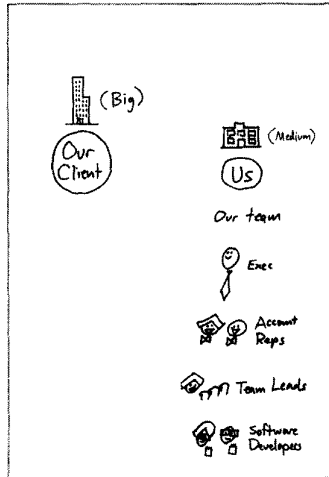 (Big)
Our
Client
(Medium)
Us
Our team
Exec
Account
Reps
Team Leads
Software
Developers